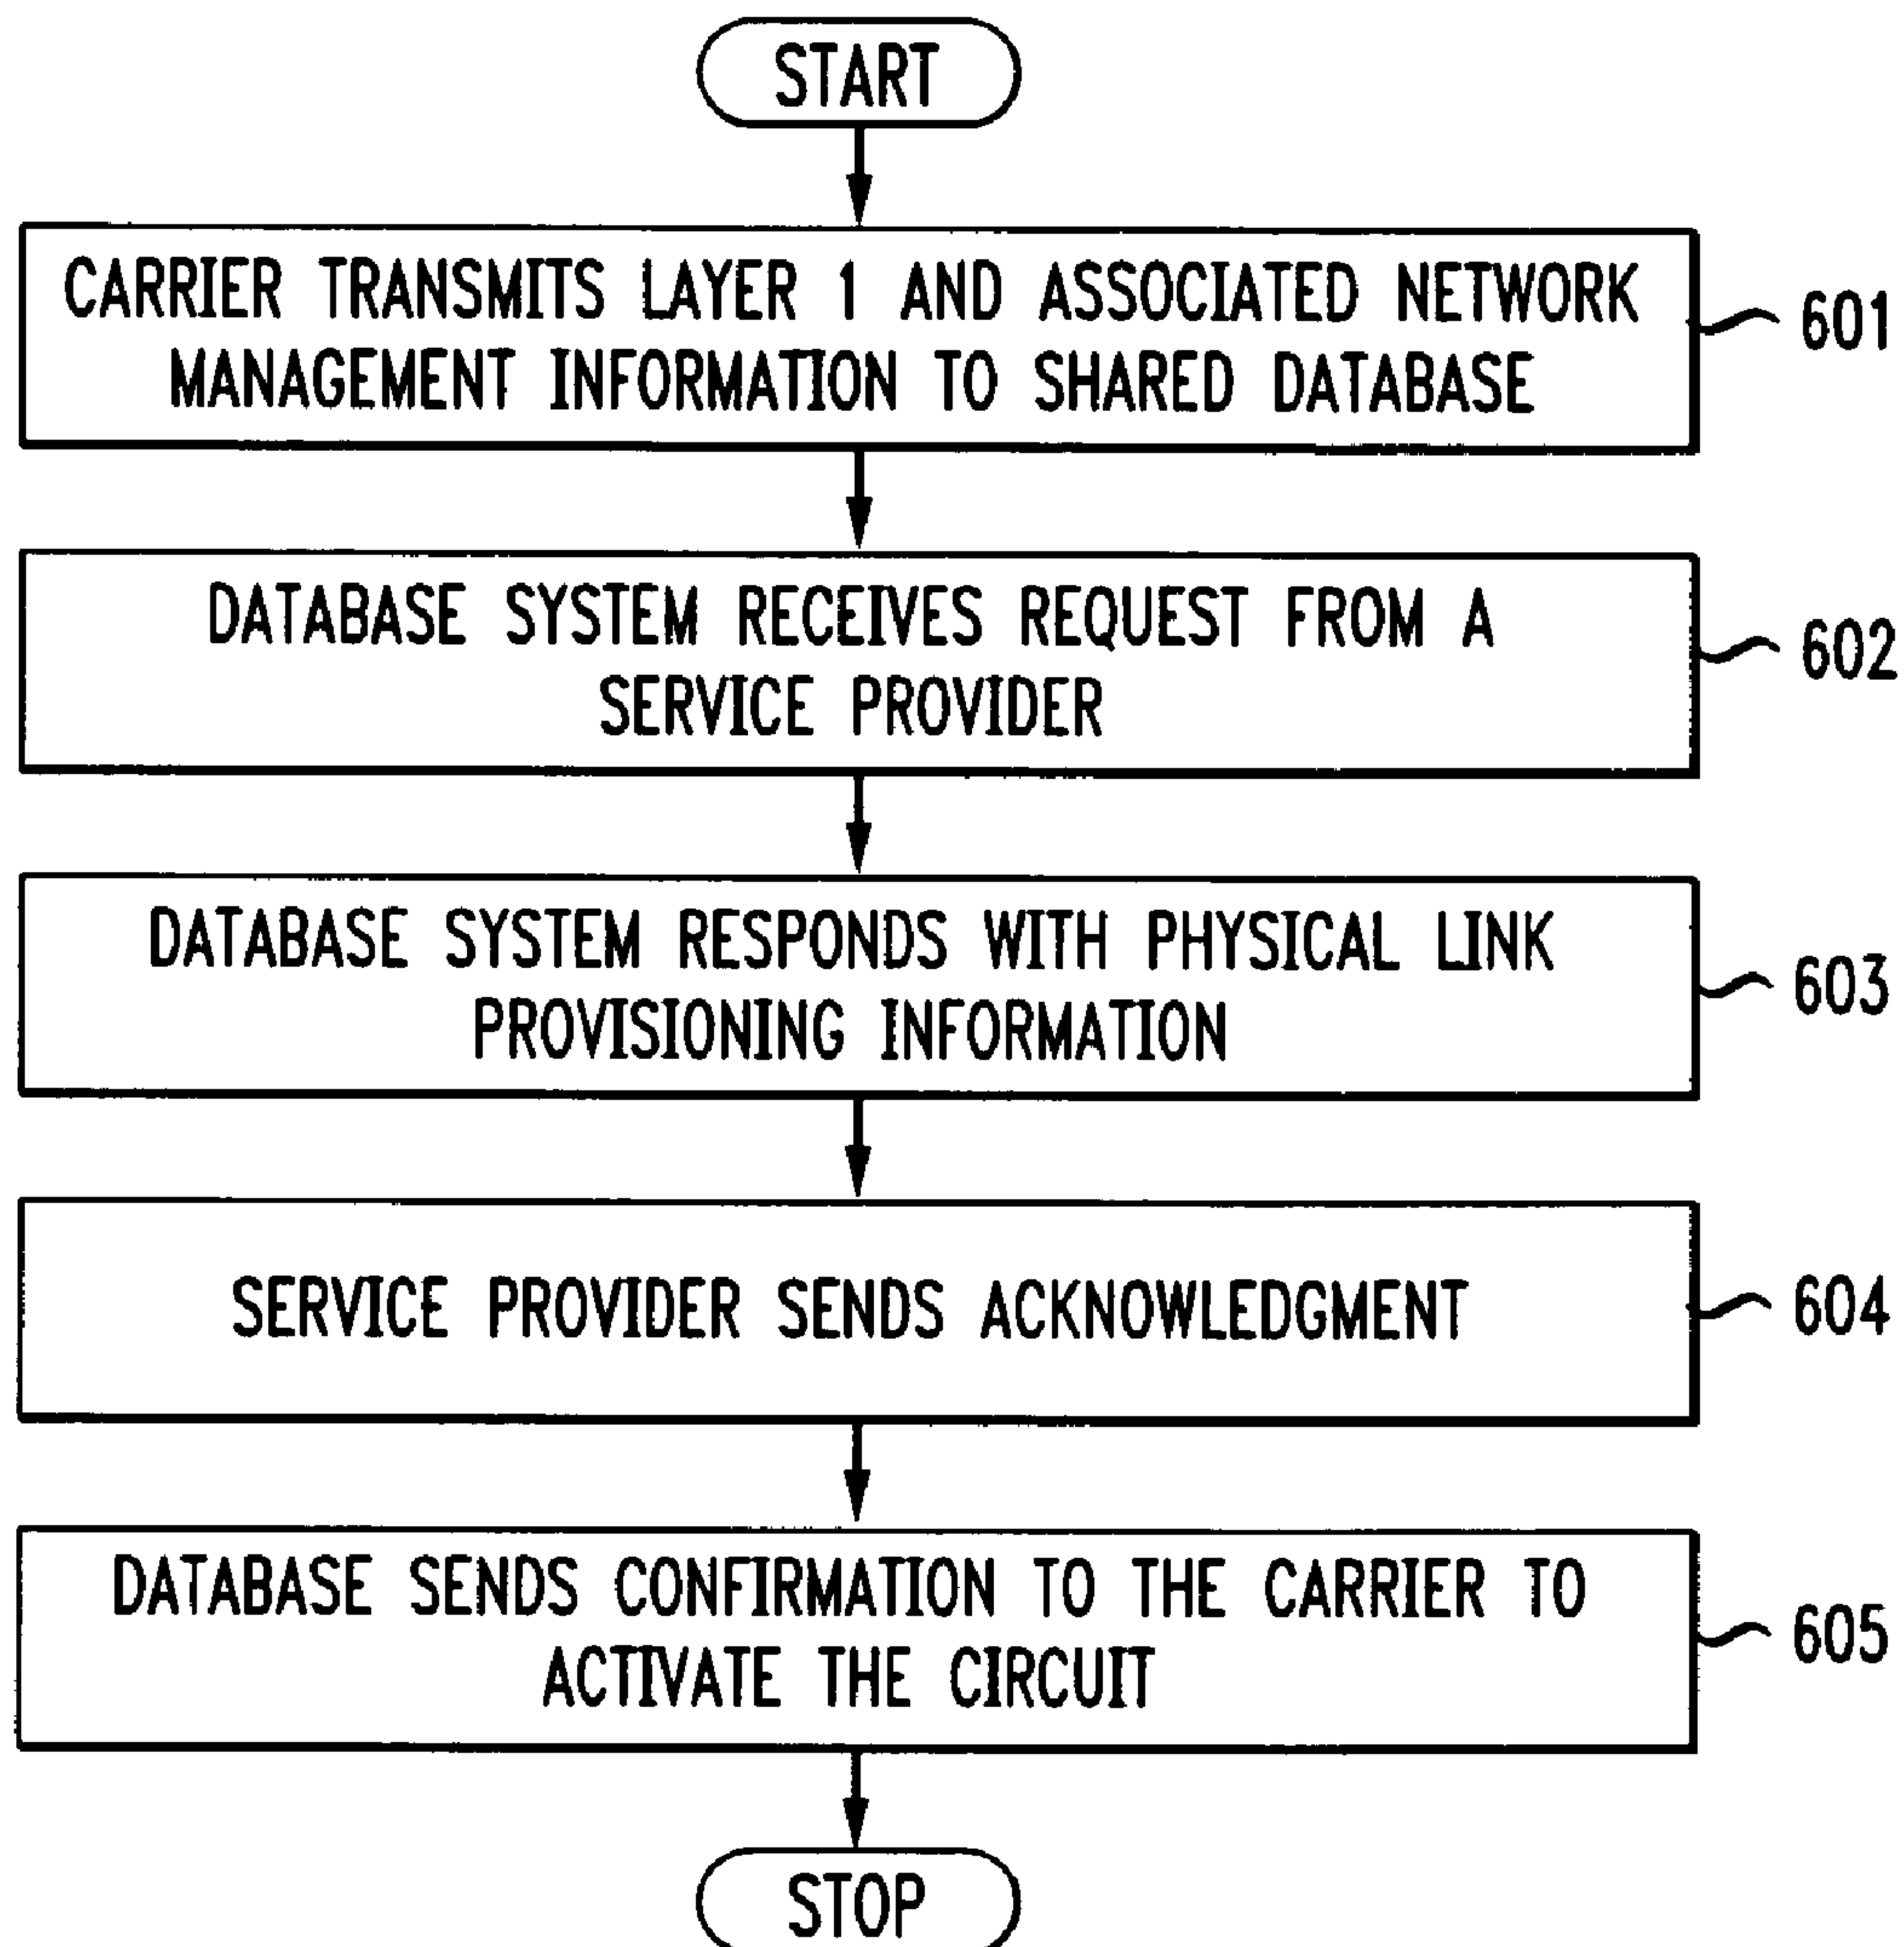 START
CARRIER TRANSMITS LAYER 1 AND ASSOCIATED NETWORK
MANAGEMENT INFORMATION TO SHARED DATABASE
601
DATABASE SYSTEM RECEIVES REQUEST FROM A
SERVICE PROVIDER
602
DATABASE SYSTEM RESPONDS WITH PHYSICAL LINK
PROVISIONING INFORMATION
603
SERVICE PROVIDER SENDS ACKNOWLEDGMENT
604
DATABASE SENDS CONFIRMATION TO THE CARRIER TO
ACTIVATE THE CIRCUIT
605
STOP